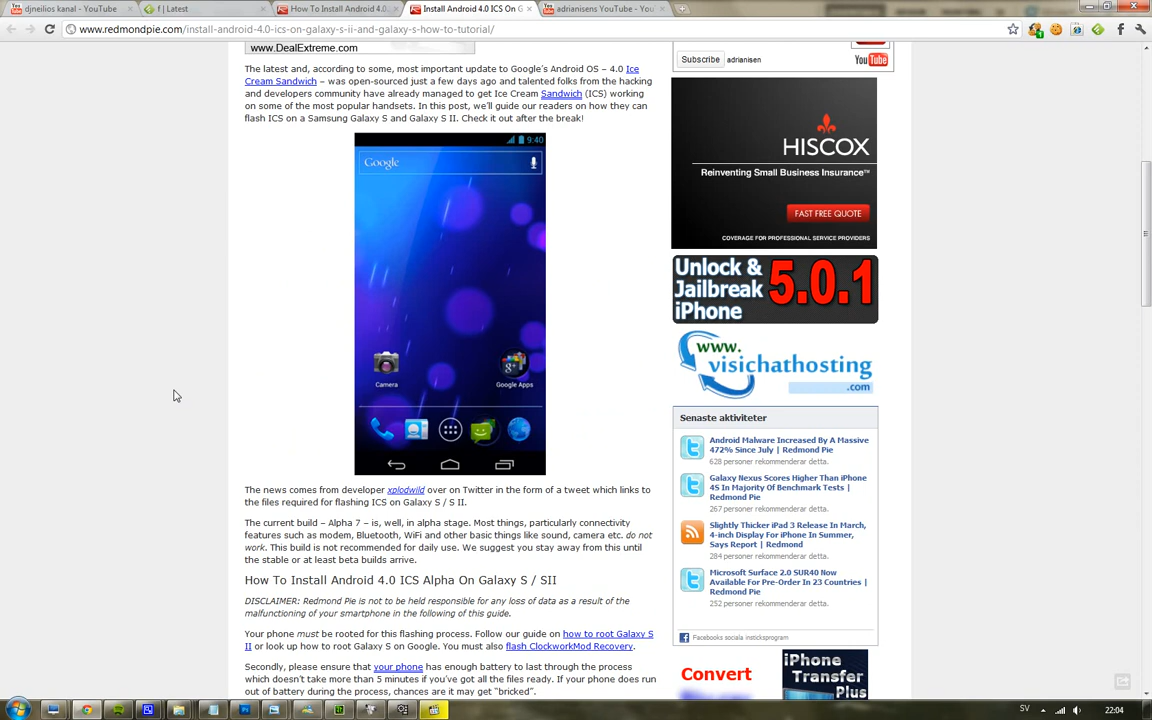 djneilios kanal - YouTube
f | Latest
How To Install Android 4.0
Install Android 4.0 ICS On G
adrianisens YouTube - You
www.redmondpie.com/install-android-4.0-ics-on-galaxy-s-ii-and-galaxy-s-how-to-tutorial/
www.DealExtreme.com
The latest and, according to some, most important update to Google's Android OS – 4.0 Ice
Cream Sandwich – was open-sourced just a few days ago and talented folks from the hacking
and developers community have already managed to get Ice Cream Sandwich (ICS) working
on some of the most popular handsets. In this post, we'll guide our readers on how they can
flash ICS on a Samsung Galaxy S and Galaxy S II. Check it out after the break!
9:40
Google
Camera
Google Apps
The news comes from developer xplodwild over on Twitter in the form of a tweet which links to
the files required for flashing ICS on Galaxy S / S II.
The current build – Alpha 7 – is, well, in alpha stage. Most things, particularly connectivity
features such as modem, Bluetooth, WiFi and other basic things like sound, camera etc. do not
work. This build is not recommended for daily use. We suggest you stay away from this until
the stable or at least beta builds arrive.
How To Install Android 4.0 ICS Alpha On Galaxy S / SII
DISCLAIMER: Redmond Pie is not to be held responsible for any loss of data as a result of the
malfunctioning of your smartphone in the following of this guide.
Your phone must be rooted for this flashing process. Follow our guide on how to root Galaxy S
II or look up how to root Galaxy S on Google. You must also flash ClockworkMod Recovery.
Secondly, please ensure that your phone has enough battery to last through the process
which doesn't take more than 5 minutes if you've got all the files ready. If your phone does run
out of battery during the process, chances are it may get "bricked".
Subscribe adrianisen
You Tube
HISCOX
Reinventing Small Business Insurance™
FAST FREE QUOTE
COVERAGE FOR PROFESSIONAL SERVICE PROVIDERS
Unlock &
Jailbreak
iPhone
5.0.1
www.
visichathosting
.com
Senaste aktiviteter
Android Malware Increased By A Massive
472% Since July | Redmond Pie
628 personer rekommenderar detta.
Galaxy Nexus Scores Higher Than iPhone
4S In Majority Of Benchmark Tests |
Redmond Pie
267 personer rekommenderar detta.
Slightly Thicker iPad 3 Release In March,
4-inch Display For iPhone In Summer,
Says Report | Redmond
284 personer rekommenderar detta.
Microsoft Surface 2.0 SUR40 Now
Available For Pre-Order In 23 Countries |
Redmond Pie
252 personer rekommenderar detta.
Facebooks sociala insticksprogram
Convert
iPhone
Transfer
Plus
SV
22:04